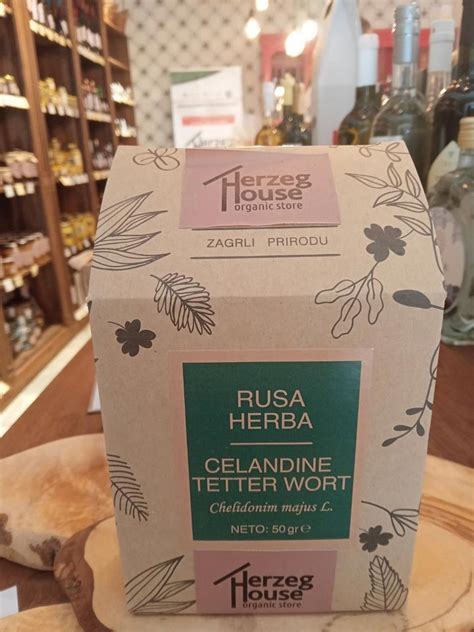 Herzeg
House
organic store
ZAGRLI PRIRODU
RUSA
HERBA
CELANDINE
TETTER WORT
Chelidonim majus L.
NETO: 50 gr ℮
Herzeg
House
organic store